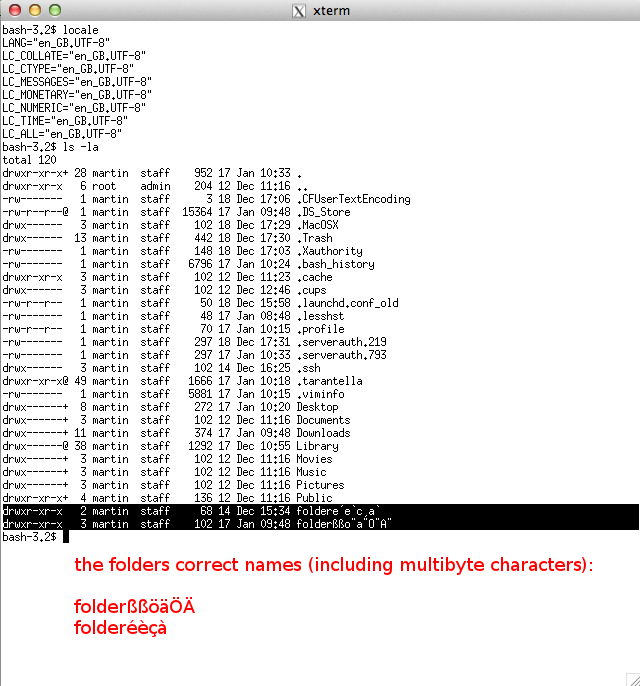 xterm
bash-3.2$ locale
LANG="en_GB.UTF-8"
LC_COLLATE="en_GB.UTF-8"
LC_CTYPE="en_GB.UTF-8"
LC_MESSAGES="en_GB.UTF-8"
LC_MONETARY="en_GB.UTF-8"
LC_NUMERIC="en_GB.UTF-8"
LC_TIME="en_GB.UTF-8"
LC_ALL="en_GB.UTF-8"
bash-3.2$ ls -la
total 120
drwxr-xr-x+ 28 martin staff 952 17 Jan 10:33 .
drwxr-xr-x 6 root admin 204 12 Dec 11:16 ..
-rw------- 1 martin staff 3 18 Dec 17:06 .CFUserTextEncoding
-rw-r--r--@ 1 martin staff 15364 17 Jan 09:48 .DS_Store
drwx------ 3 martin staff 102 18 Dec 17:29 .MacOSX
drwx------ 13 martin staff 442 18 Dec 17:30 .Trash
-rw------- 1 martin staff 148 18 Dec 17:03 .Xauthority
-rw------- 1 martin staff 6796 17 Jan 10:24 .bash_history
drwxr-xr-x 3 martin staff 102 12 Dec 11:23 .cache
drwx------ 3 martin staff 102 12 Dec 12:46 .cups
-rw-r--r-- 1 martin staff 50 18 Dec 15:58 .launchd.conf_old
-rw------- 1 martin staff 48 17 Jan 08:48 .lesshst
-rw-r--r-- 1 martin staff 70 17 Jan 10:15 .profile
-rw------- 1 martin staff 297 18 Dec 17:31 .serverauth.219
-rw------- 1 martin staff 297 17 Jan 10:33 .serverauth.793
drwx------ 3 martin staff 102 14 Dec 16:25 .ssh
drwxr-xr-x@ 49 martin staff 1666 17 Jan 10:18 .tarantella
-rw------- 1 martin staff 5881 17 Jan 10:15 .viminfo
drwx------+ 8 martin staff 272 17 Jan 10:20 Desktop
drwx------+ 3 martin staff 102 12 Dec 11:16 Documents
drwx------+ 11 martin staff 374 17 Jan 09:48 Downloads
drwx------@ 38 martin staff 1292 17 Dec 10:55 Library
drwx------+ 3 martin staff 102 12 Dec 11:16 Movies
drwx------+ 3 martin staff 102 12 Dec 11:16 Music
drwx------+ 3 martin staff 102 12 Dec 11:16 Pictures
drwxr-xr-x+ 4 martin staff 136 12 Dec 11:16 Public
drwxr-xr-x 2 martin staff 68 14 Dec 15:34 foldere´e`c¸a`
drwxr-xr-x 3 martin staff 102 17 Jan 09:48 folderßßo¨a¨O¨A¨
bash-3.2$
the folders correct names (including multibyte characters):
folderßßöäÖÄ
folderéèçà